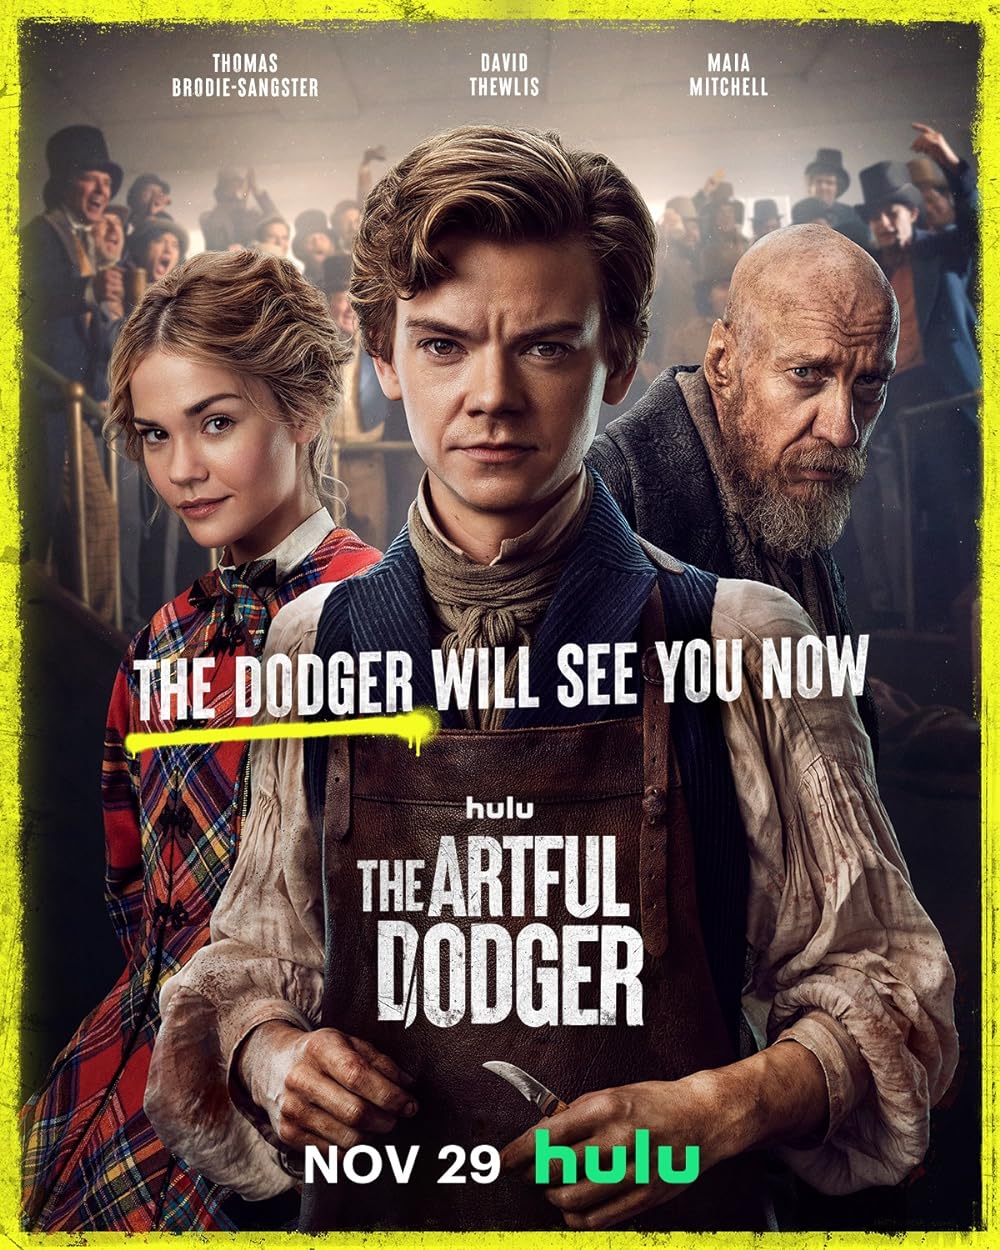 THOMAS
BRODIE-SANGSTER
DAVID
THEWLIS
MAIA
MITCHELL
THE DODGER WILL SEE YOU NOW
hulu
THE ARTFUL
DODGER
NOV 29 hulu